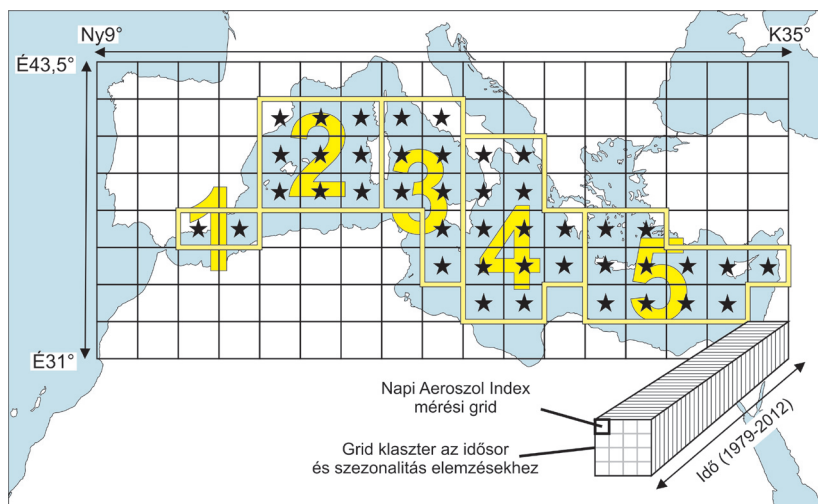 Ny9°
K35°
É43,5°
2
3
1
4
5
É31°
Napi Aeroszol Index
mérési grid
Grid klaszter az idősor
és szezonalitás elemzésekhez
Idő (1979-2012)